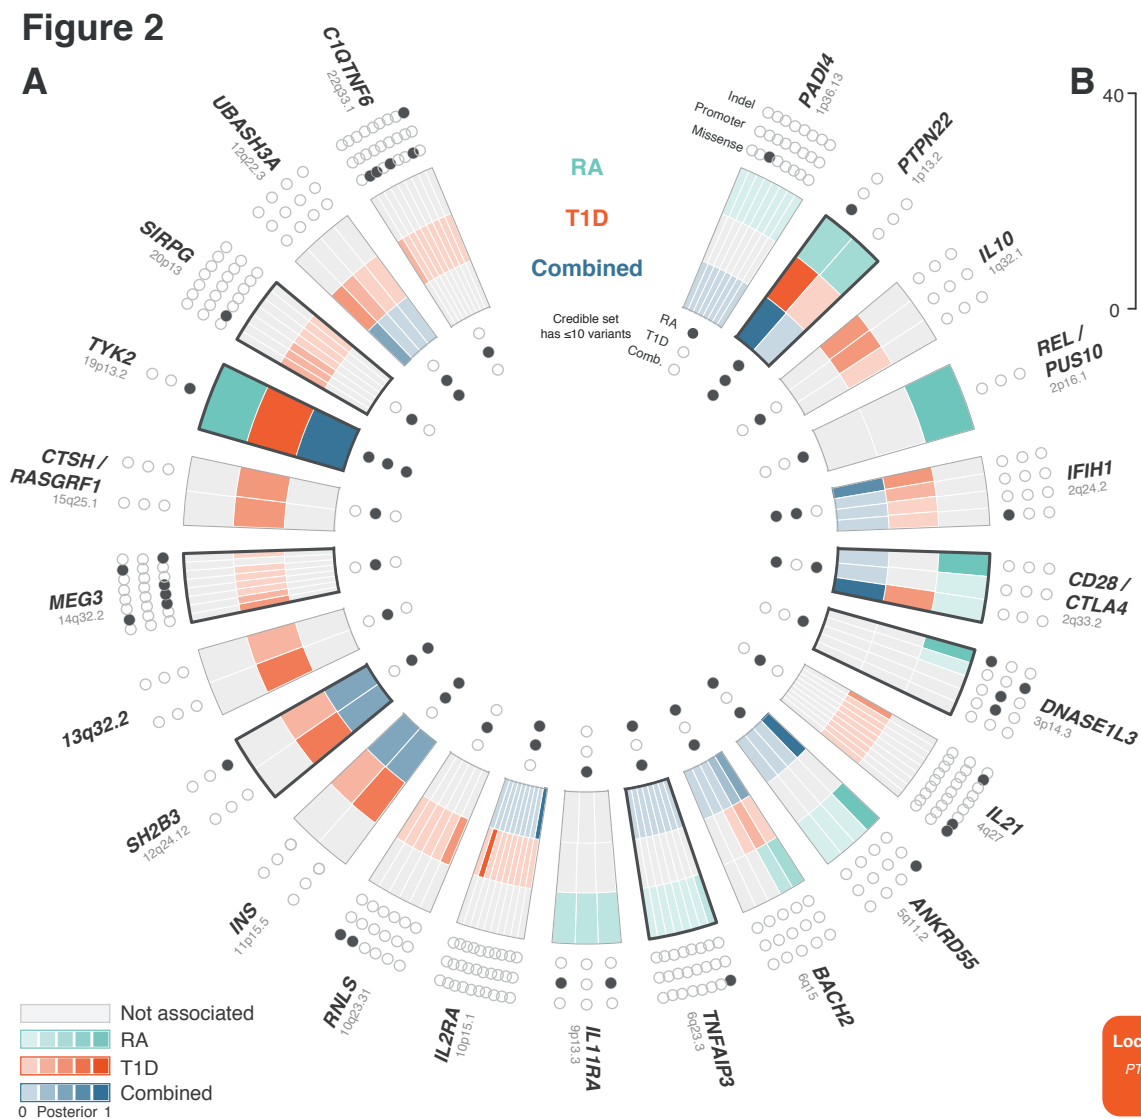 Figure 2
A
B
40
0
RA
T1D
Combined
Credible set
has ≤10 variants
RA
T1D
Comb.
Indel
Promoter
Missense
PADI4
1p36.13
PTPN22
1p13.2
IL10
1q32.1
REL /
PUS10
2p16.1
IFIH1
2q24.2
CD28 /
CTLA4
2q33.2
DNASE1L3
3p14.3
IL21
4q27
ANKRD55
5q11.2
BACH2
6q15
TNFAIP3
6q23.3
IL11RA
9p13.3
IL2RA
10p15.1
RNLS
10q23.31
INS
11p15.5
SH2B3
12q24.12
13q32.2
MEG3
14q32.2
CTSH /
RASGRF1
15q25.1
TYK2
19p13.2
SIRPG
20p13
UBASH3A
12q22.3
C1QTNF6
22q33.1
Not associated
RA
T1D
Combined
0 Posterior 1
Loc
PT